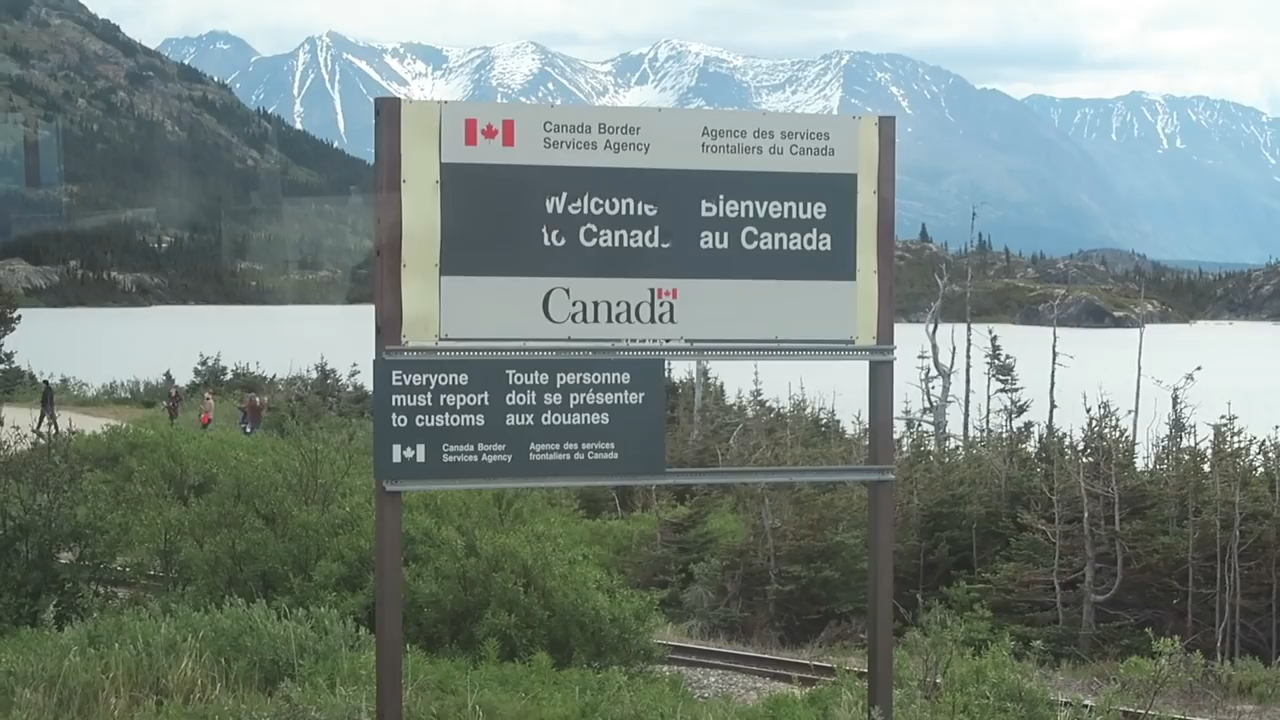 Canada Border
Services Agency
Agence des services
frontaliers du Canada
Welcome
to Canada
Bienvenue
au Canada
Canada
Everyone
must report
to customs
Toute personne
doit se présenter
aux douanes
Canada Border
Services Agency
Agence des services
frontaliers du Canada